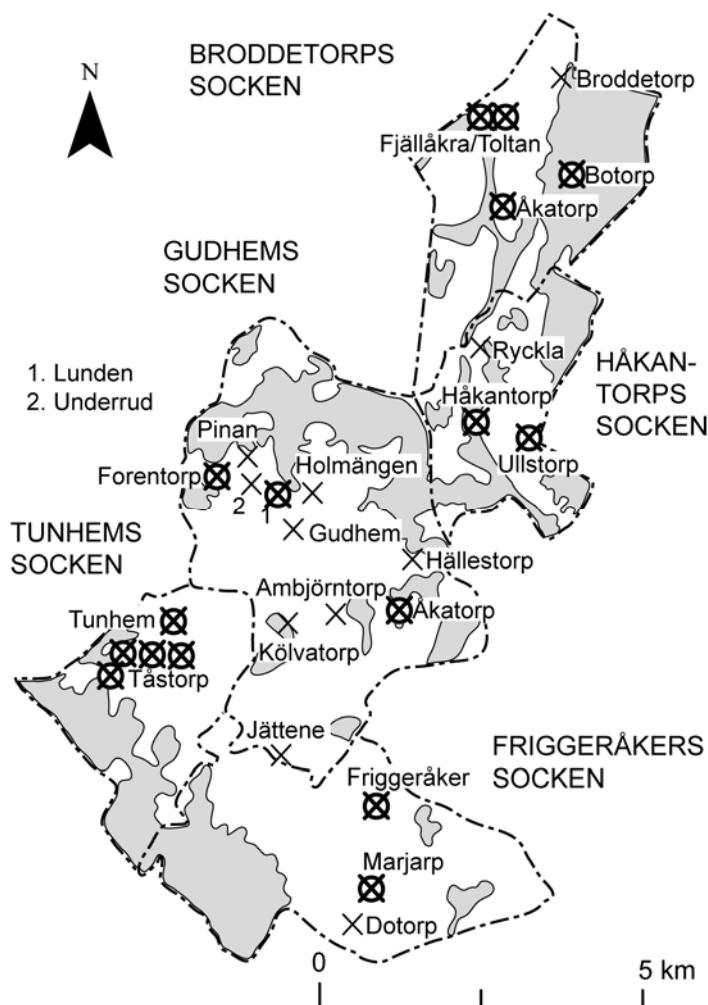 BRODDETORPS
SOCKEN
N
Broddetorp
Fjällåkra/Toltan
Botorp
Åkatorp
GUDHEMS
SOCKEN
Ryckla
HÅKAN-
TORPS
SOCKEN
1. Lunden
2. Underrud
Håkantorp
Pinan
Ullstorp
Holmängen
Forentorp
2
1
Gudhem
TUNHEMS
SOCKEN
Hällestorp
Ambjörntorp
Tunhem
Åkatorp
Kölvatorp
Tåstorp
Jättene
FRIGGERÅKERS
SOCKEN
Friggeråker
Marjarp
Dotorp
0
5 km